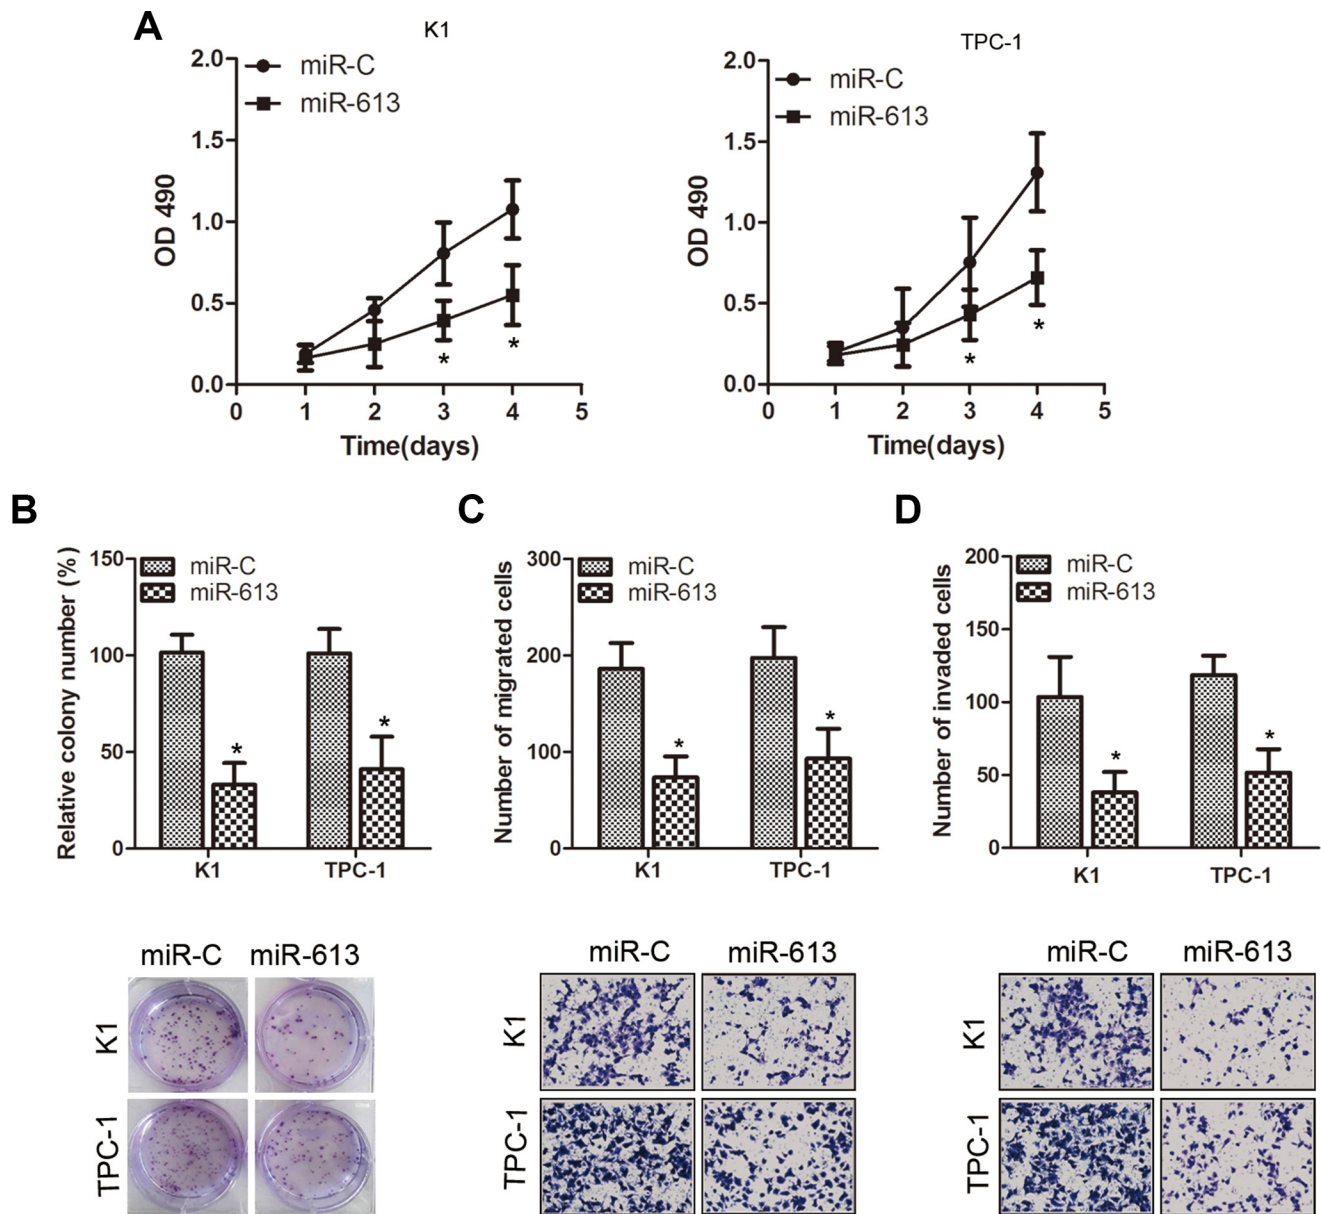 A
K1
miR-C
miR-613
2.0
1.5
1.0
0.5
0.0
OD 490
0 1 2 3 4 5
Time(days)
* *
TPC-1
miR-C
miR-613
2.0
1.5
1.0
0.5
0.0
OD 490
0 1 2 3 4 5
Time(days)
* *
B
miR-C
miR-613
150
100
50
0
Relative colony number (%)
* *
K1 TPC-1
miR-C miR-613
K1
TPC-1
C
miR-C
miR-613
300
200
100
0
Number of migrated cells
* *
K1 TPC-1
miR-C miR-613
K1
TPC-1
D
miR-C
miR-613
200
150
100
50
0
Number of invaded cells
* *
K1 TPC-1
miR-C miR-613
K1
TPC-1